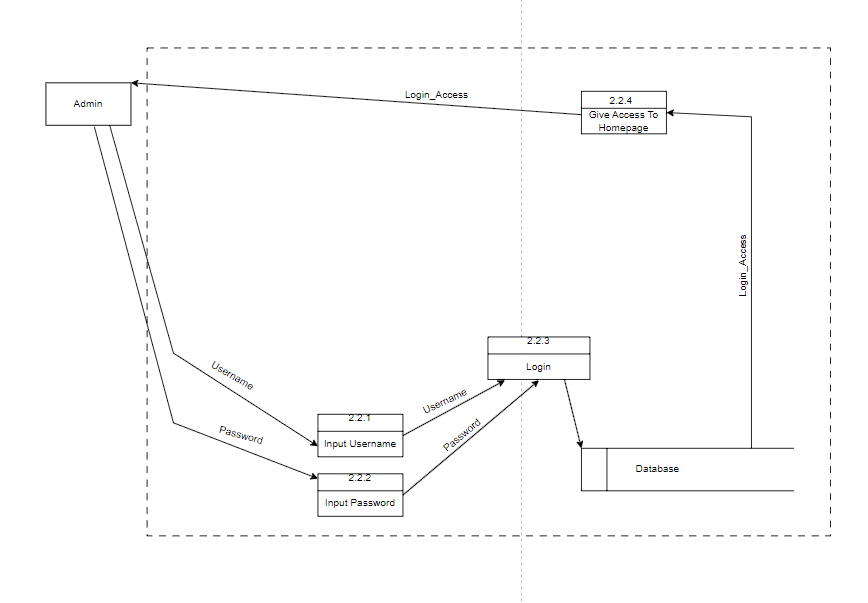 Login_Access
Admin
2.2.4
Give Access To
Homepage
Login_Access
2.2.3
Login
Username
Username
Password
Password
2.2.1
Input Username
Database
2.2.2
Input Password